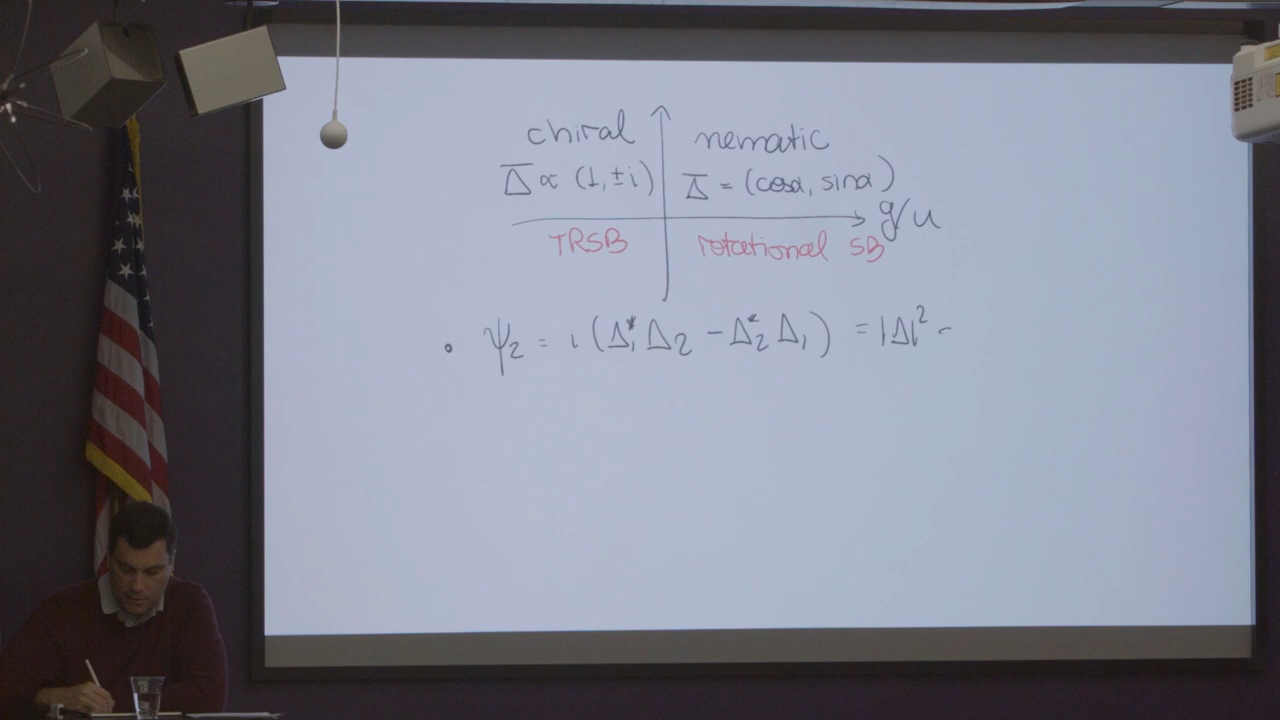 chiral nematic
Δ̅ ∝ (1, ±i) Δ̅ = (cosα, sinα)
g/u
TRSB rotational SB
• ψ₂ = i (Δ₁* Δ₂ − Δ₂* Δ₁) = |Δ|² -